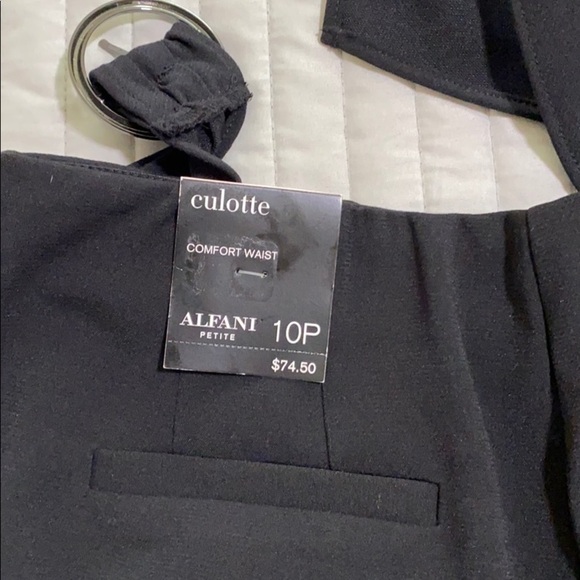 culotte
COMFORT WAIST
ALFANI 10P
PETITE
$74.50